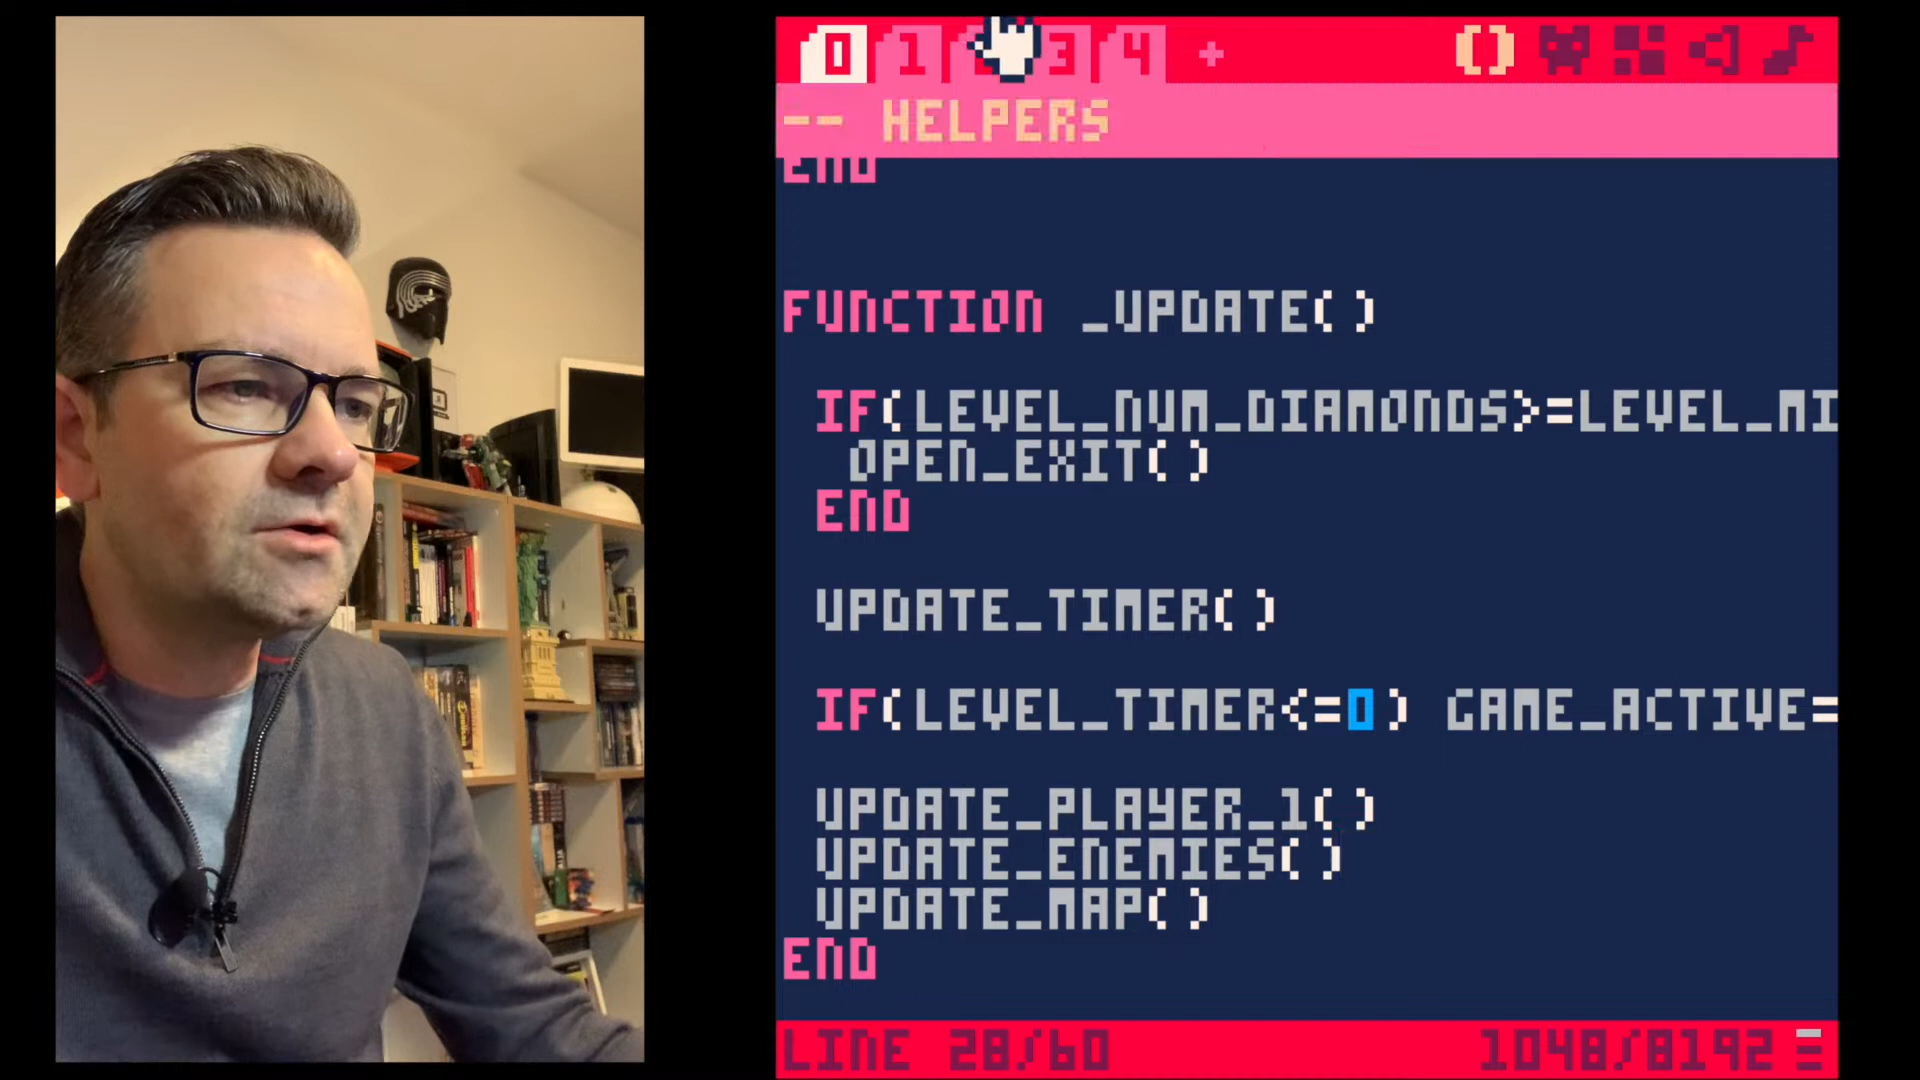 0 1 3 4 +
-- HELPERS
END
FUNCTION _UPDATE()
IF(LEVEL_NUM_DIAMONDS>=LEVEL_MI
OPEN_EXIT()
END
UPDATE_TIMER()
IF(LEVEL_TIMER<=0) GAME_ACTIVE=
UPDATE_PLAYER_1()
UPDATE_ENEMIES()
UPDATE_MAP()
END
LINE 28/60
1048/8192